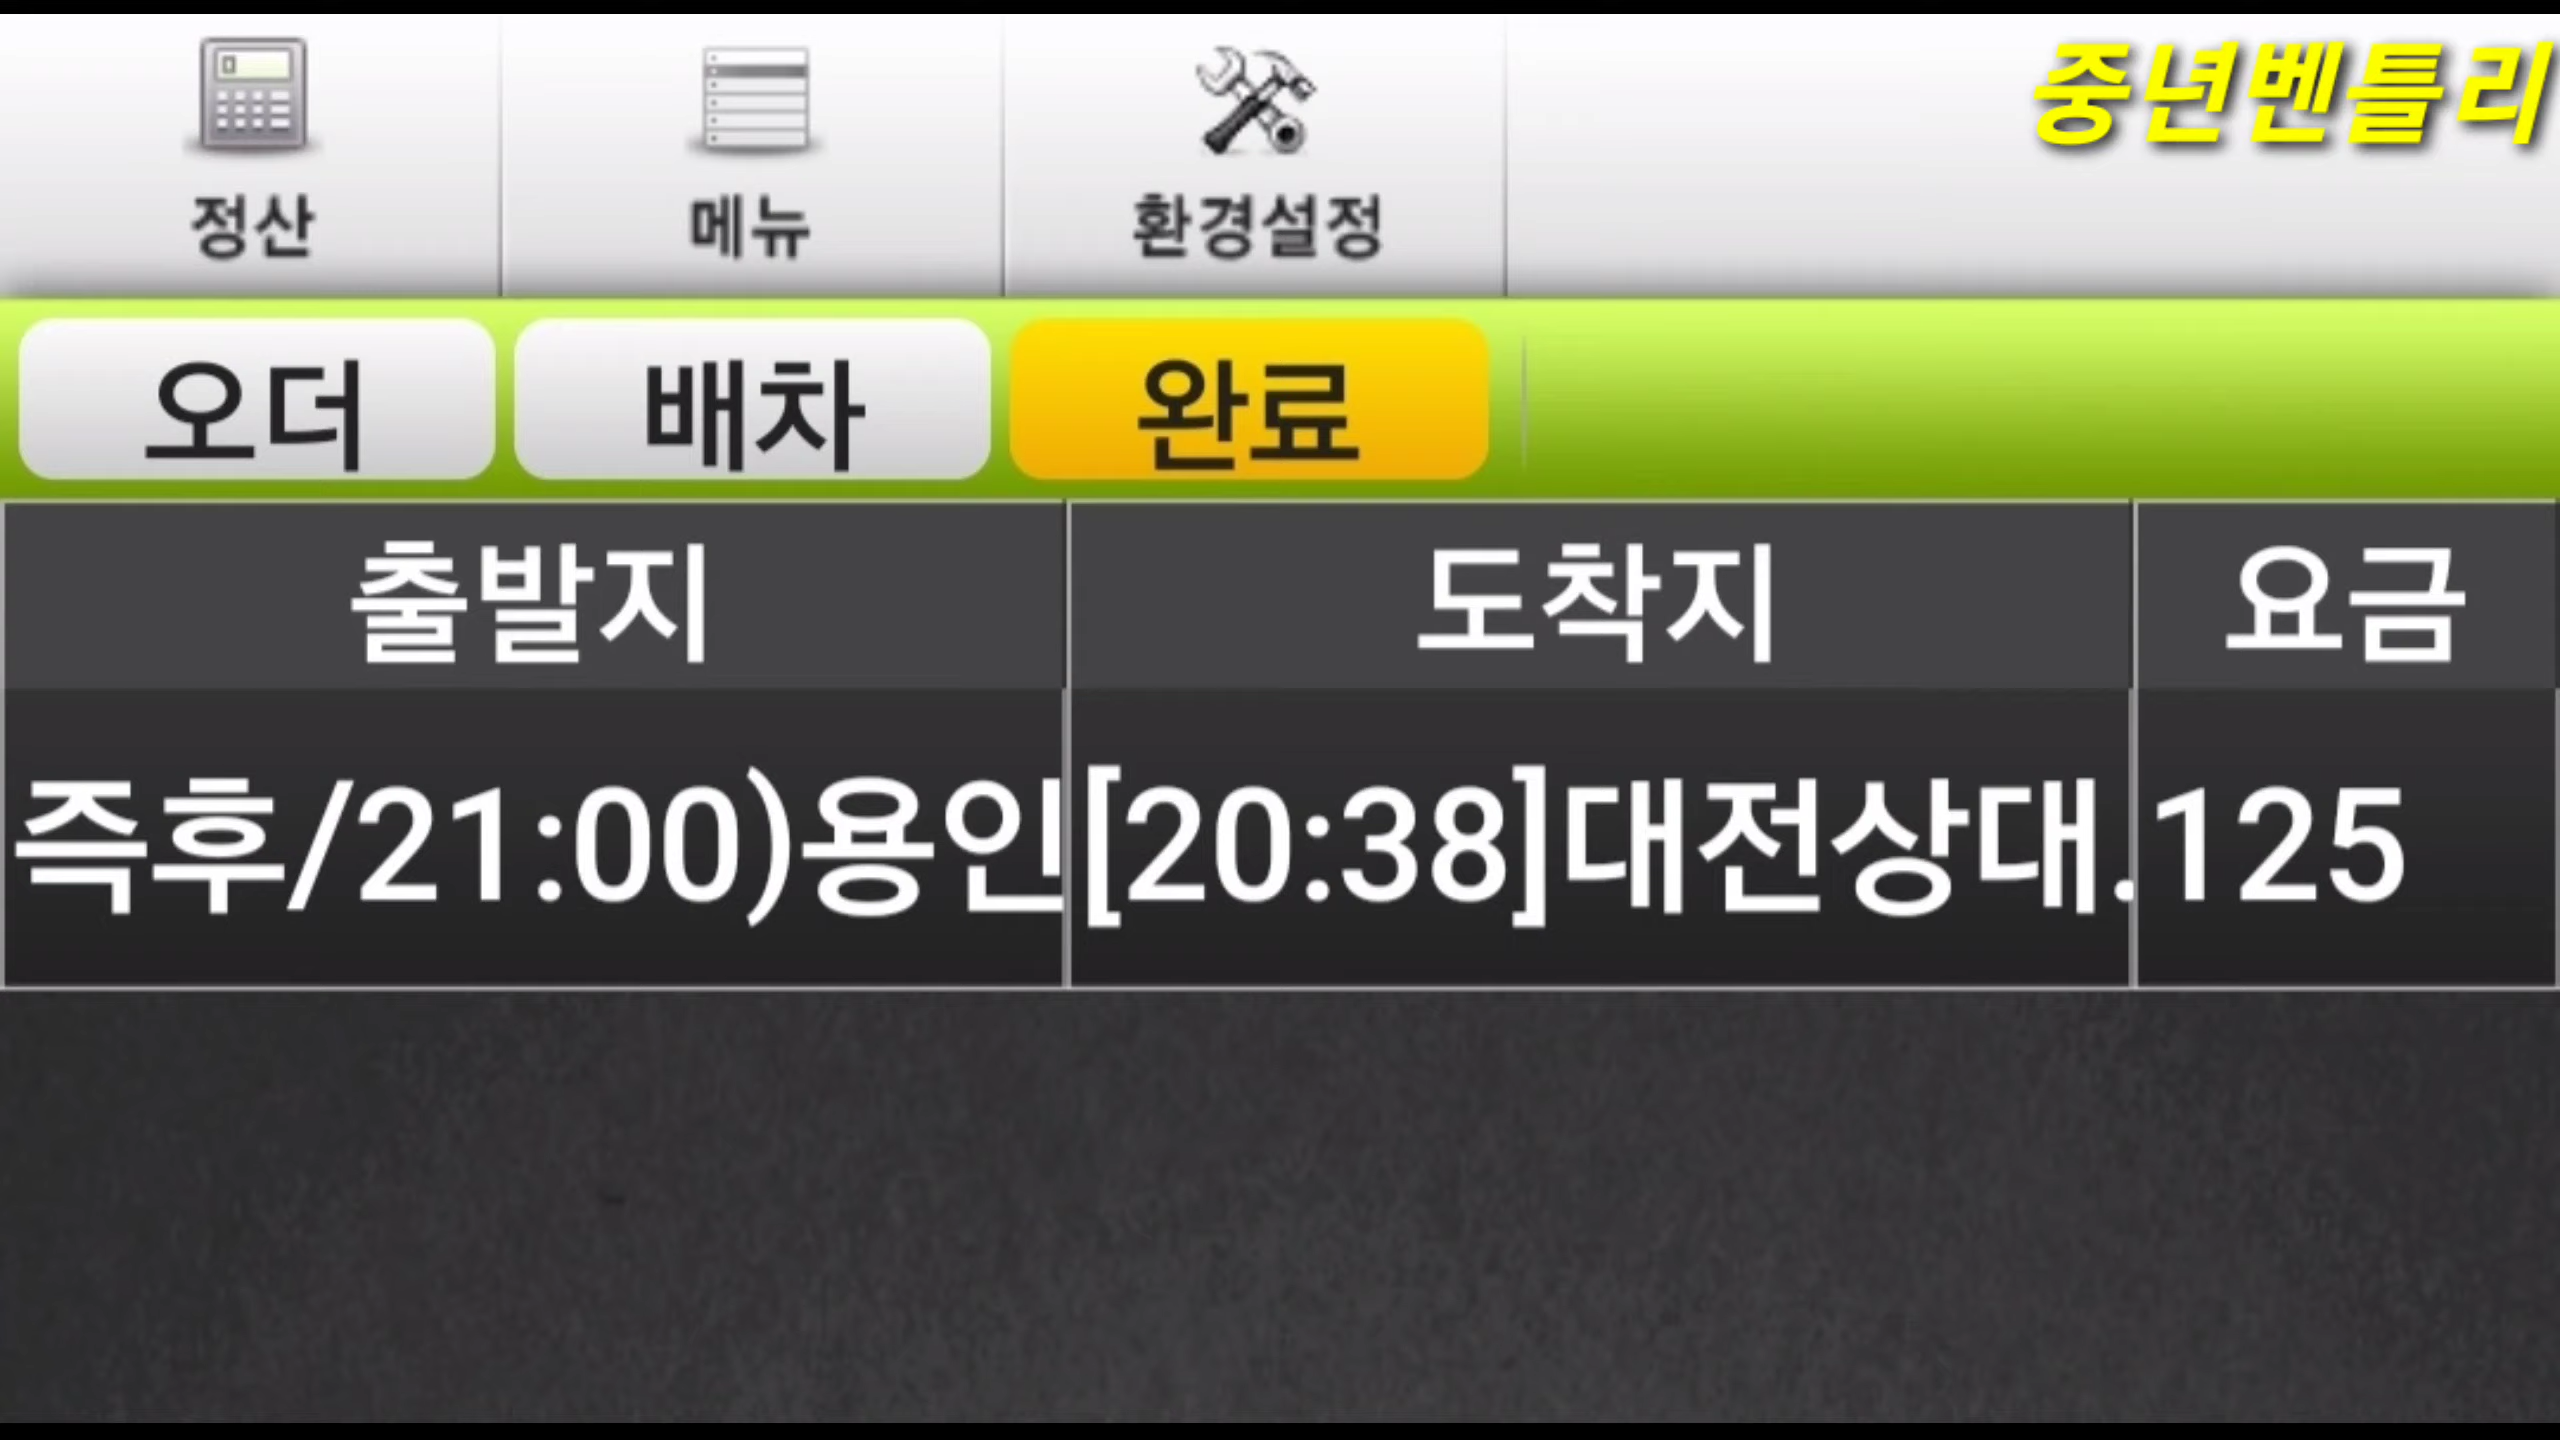 중년벤틀리
정산 메뉴 환경설정
오더 배차 완료
출발지 도착지 요금
즉후/21:00)용인 [20:38]대전상대. 125